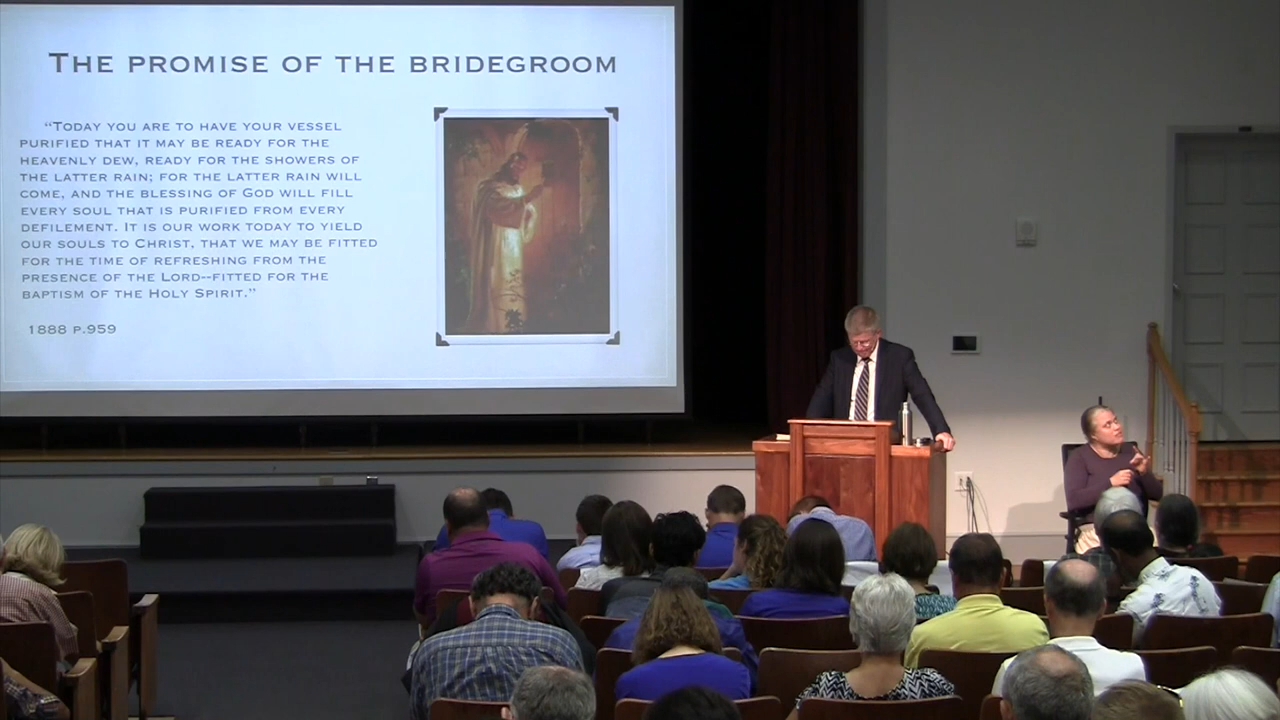 The promise of the bridegroom
“Today you are to have your vessel
purified that it may be ready for the
heavenly dew, ready for the showers of
the latter rain; for the latter rain will
come, and the blessing of God will fill
every soul that is purified from every
defilement. It is our work today to yield
our souls to Christ, that we may be fitted
for the time of refreshing from the
presence of the Lord--fitted for the
baptism of the Holy Spirit.”
1888 p.959